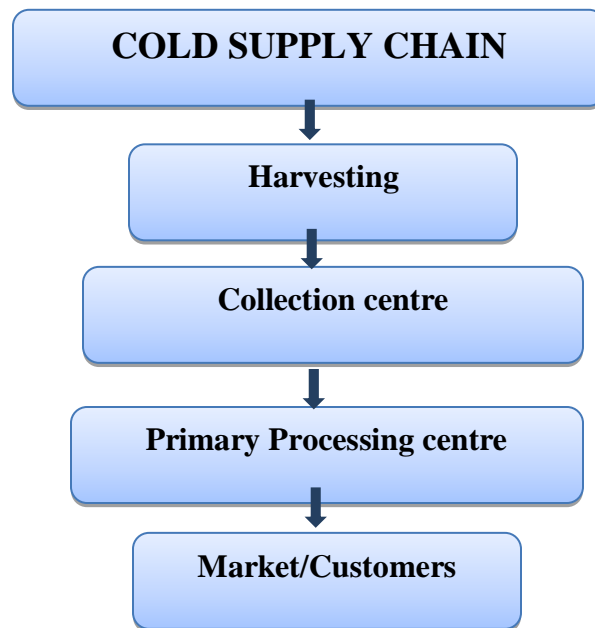 COLD SUPPLY CHAIN
Harvesting
Collection centre
Primary Processing centre
Market/Customers